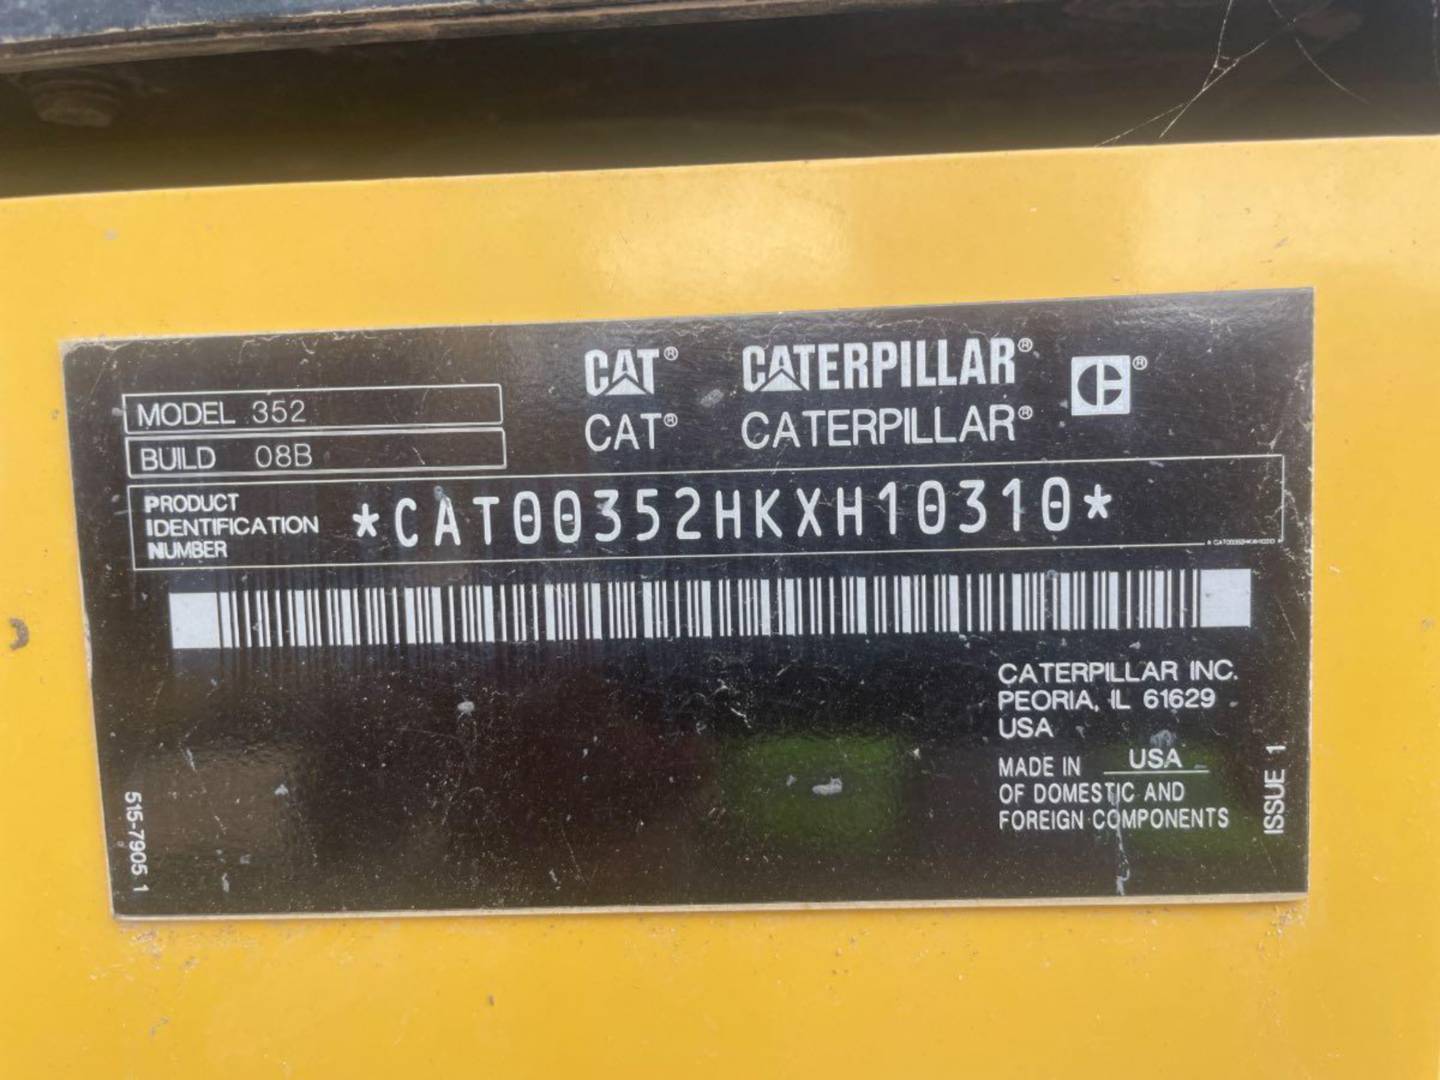 CAT® CATERPILLAR® C®
CAT® CATERPILLAR®
MODEL 352
BUILD 08B
PRODUCT
IDENTIFICATION
NUMBER
*CAT00352HKXH10310*
*CAT00352HKXH10310*
CATERPILLAR INC.
PEORIA, IL 61629
USA
MADE IN USA
OF DOMESTIC AND
FOREIGN COMPONENTS
ISSUE 1
515-7905 1